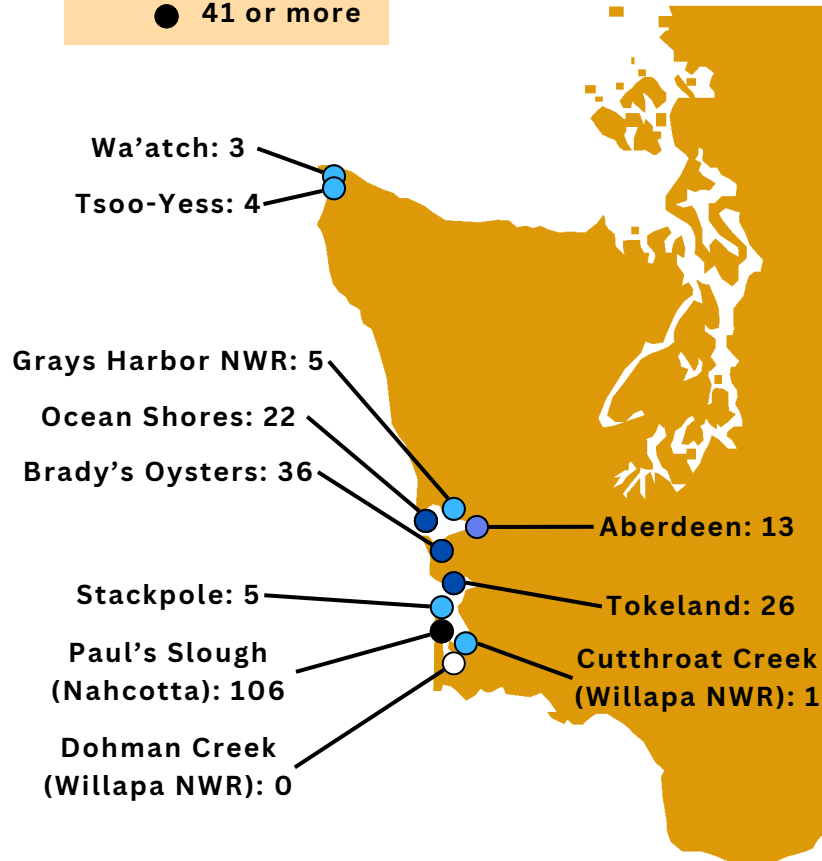 41 or more
Wa’atch: 3
Tsoo-Yess: 4
Grays Harbor NWR: 5
Ocean Shores: 22
Brady’s Oysters: 36
Aberdeen: 13
Stackpole: 5
Tokeland: 26
Paul’s Slough
(Nahcotta): 106
Cutthroat Creek
(Willapa NWR): 1
Dohman Creek
(Willapa NWR): 0